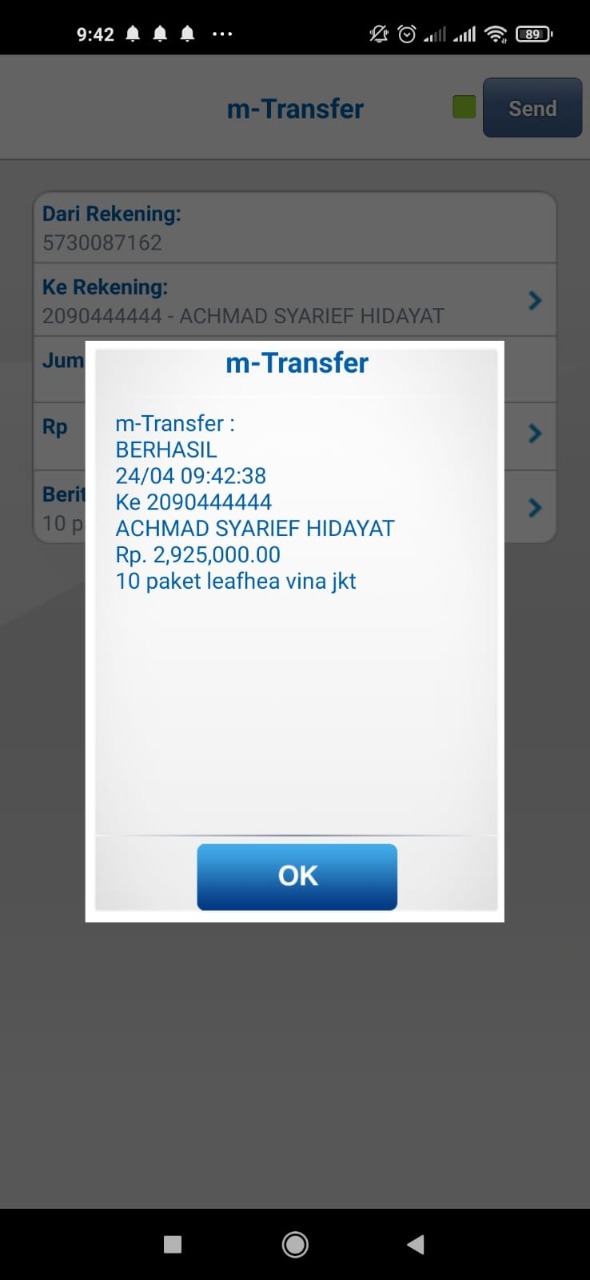 9:42
89
m-Transfer
Send
Dari Rekening:
5730087162
Ke Rekening:
2090444444 - ACHMAD SYARIEF HIDAYAT
Jum
Rp
Berit
10 p
m-Transfer
m-Transfer :
BERHASIL
24/04 09:42:38
Ke 2090444444
ACHMAD SYARIEF HIDAYAT
Rp. 2,925,000.00
10 paket leafhea vina jkt
OK